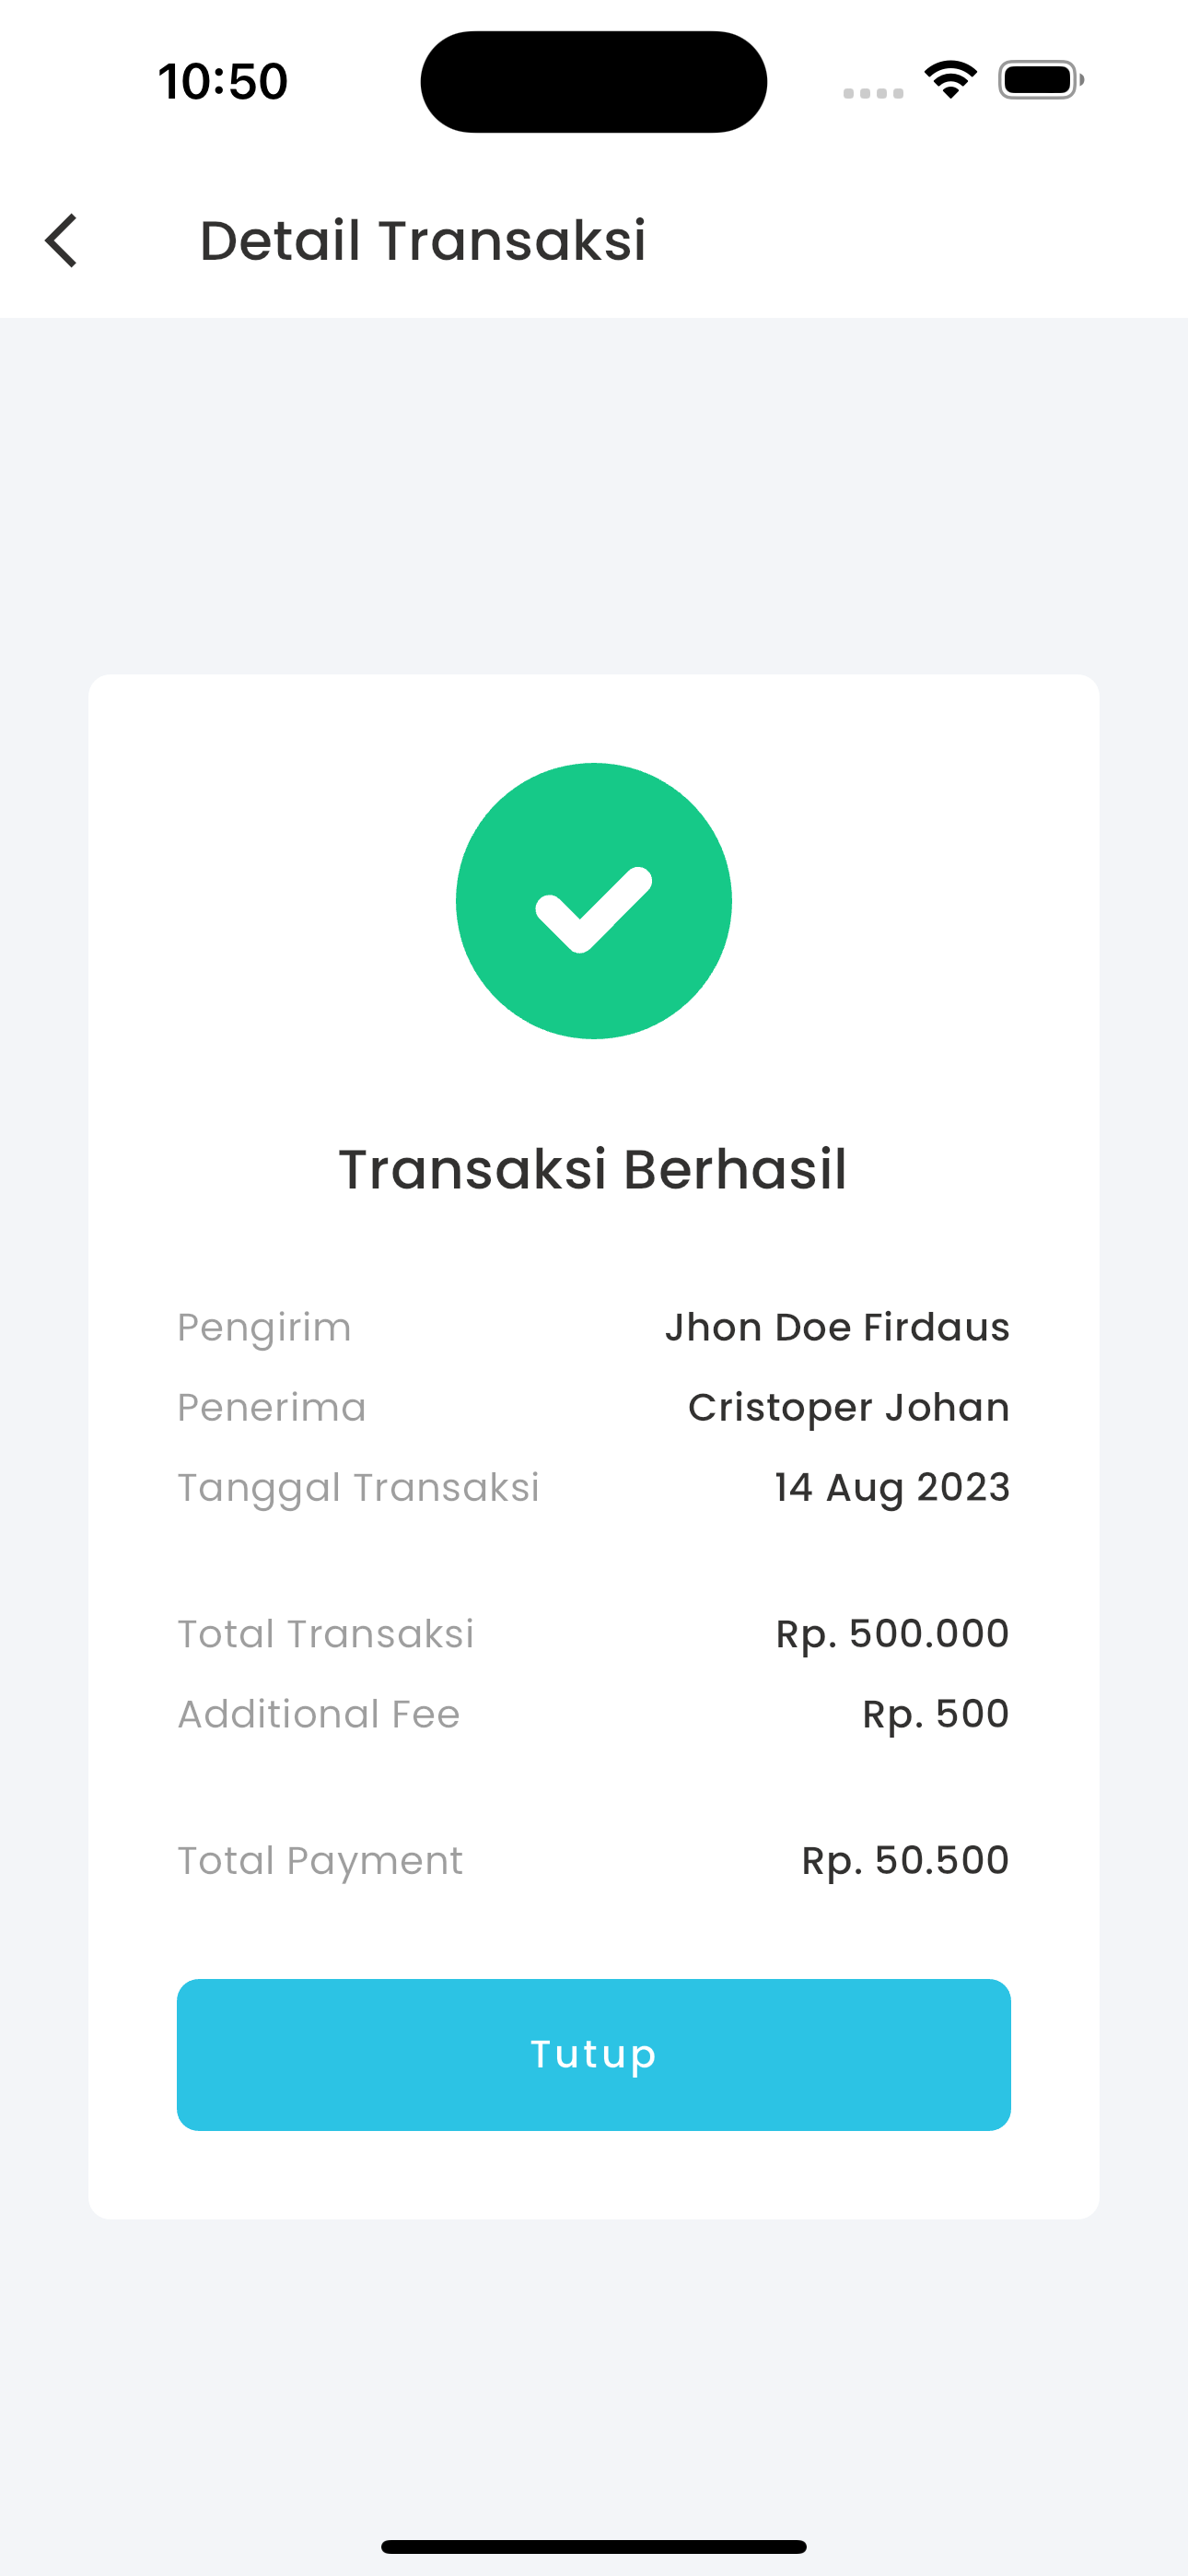 10:50
Detail Transaksi
Transaksi Berhasil
Pengirim Jhon Doe Firdaus
Penerima Cristoper Johan
Tanggal Transaksi 14 Aug 2023
Total Transaksi Rp. 500.000
Additional Fee Rp. 500
Total Payment Rp. 50.500
Tutup